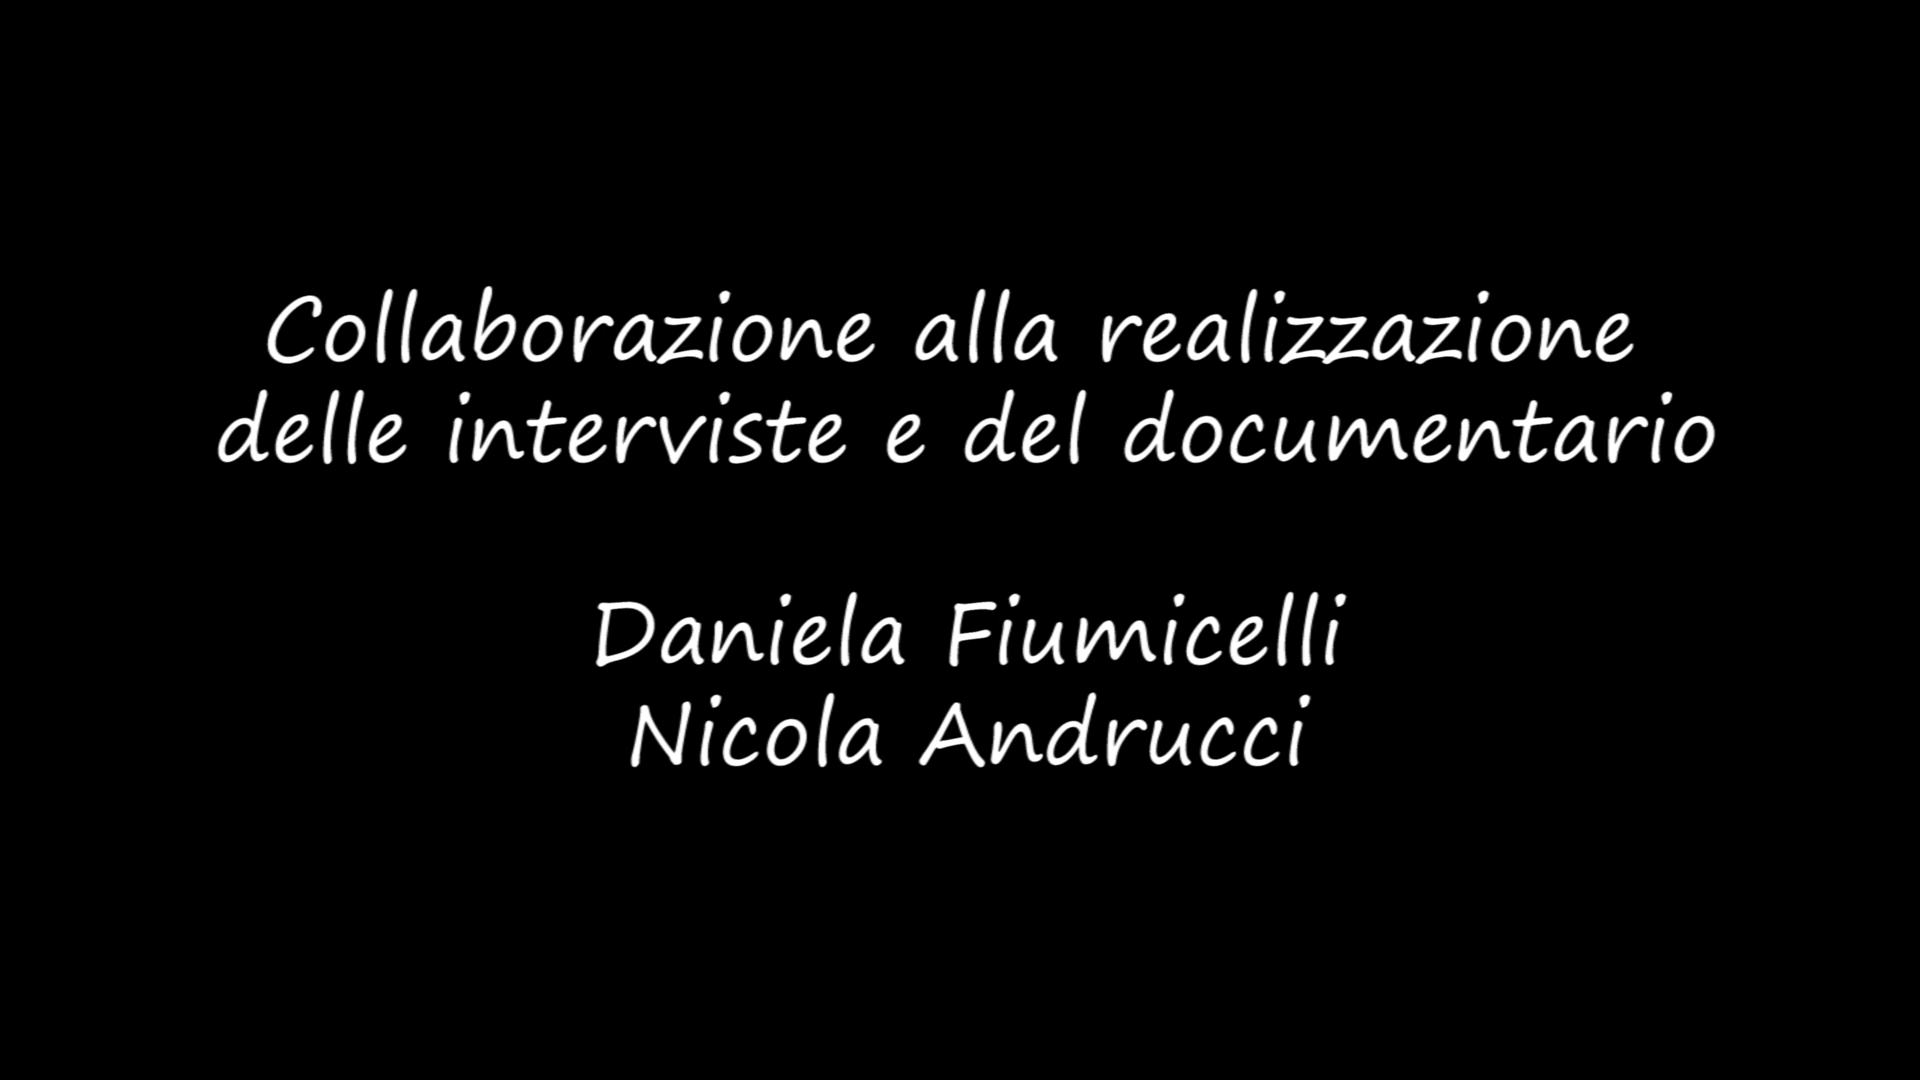 Collaborazione alla realizzazione
delle interviste e del documentario
Daniela Fiumicelli
Nicola Andrucci